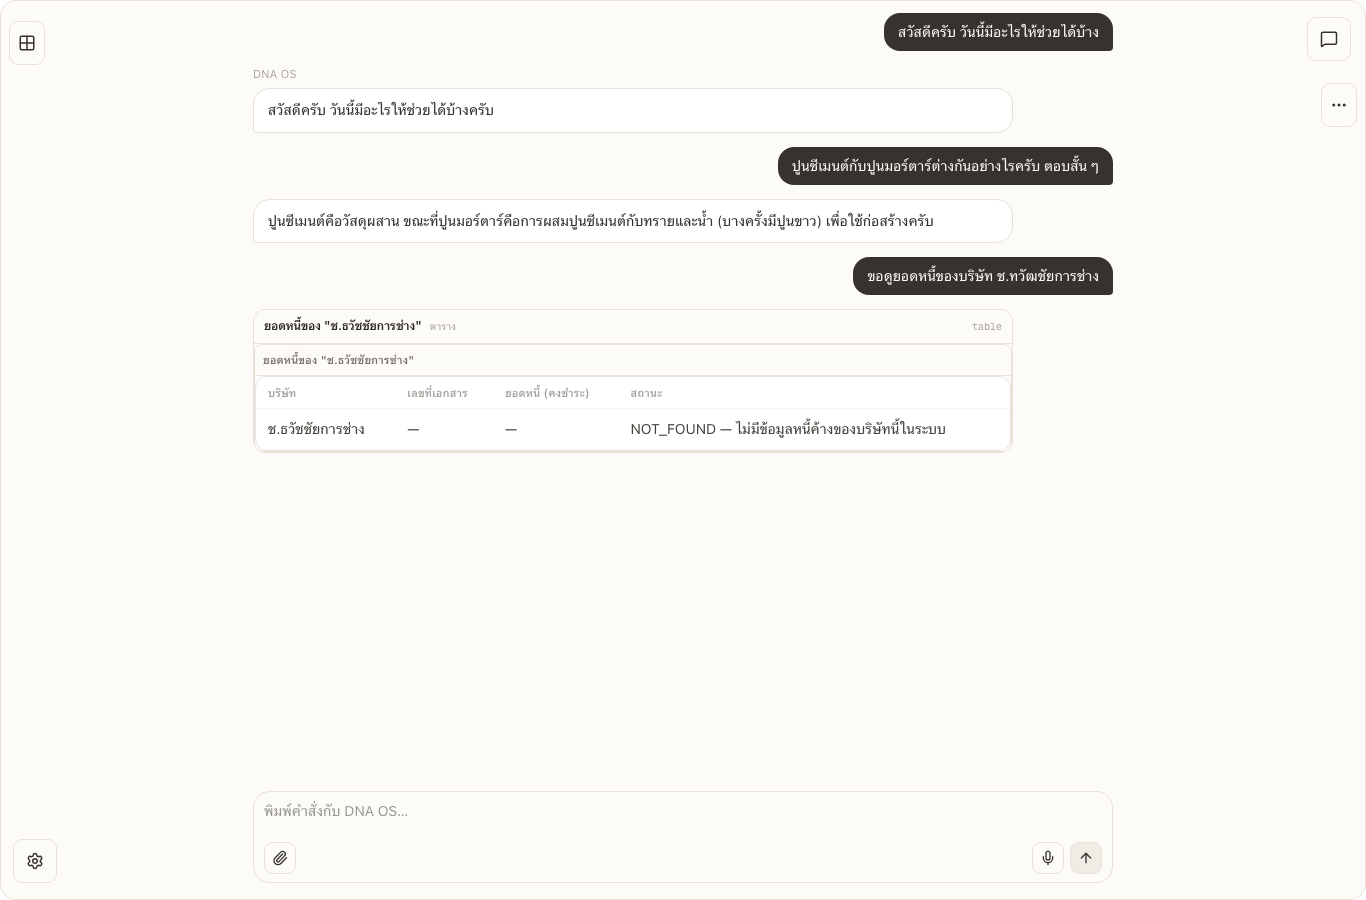 สวัสดีครับ วันนี้มีอะไรให้ช่วยได้บ้าง
DNA OS
สวัสดีครับ วันนี้มีอะไรให้ช่วยได้บ้างครับ
ปูนซีเมนต์กับปูนมอร์ตาร์ต่างกันอย่างไรครับ ตอบสั้น ๆ
ปูนซีเมนต์คือวัสดุผสาน ขณะที่ปูนมอร์ตาร์คือการผสมปูนซีเมนต์กับทรายและน้ำ (บางครั้งมีปูนขาว) เพื่อใช้ก่อสร้างครับ
ขอดูยอดหนี้ของบริษัท ช.ทวีฒชัยการช่าง
ยอดหนี้ของ "ช.ธวัชชัยการช่าง" ตาราง table
ยอดหนี้ของ "ช.ธวัชชัยการช่าง"
บริษัท เลขที่เอกสาร ยอดหนี้ (คงชำระ) สถานะ
ช.ธวัชชัยการช่าง — — NOT_FOUND — ไม่มีข้อมูลหนี้ค้างของบริษัทนี้ในระบบ
พิมพ์คำสั่งกับ DNA OS...